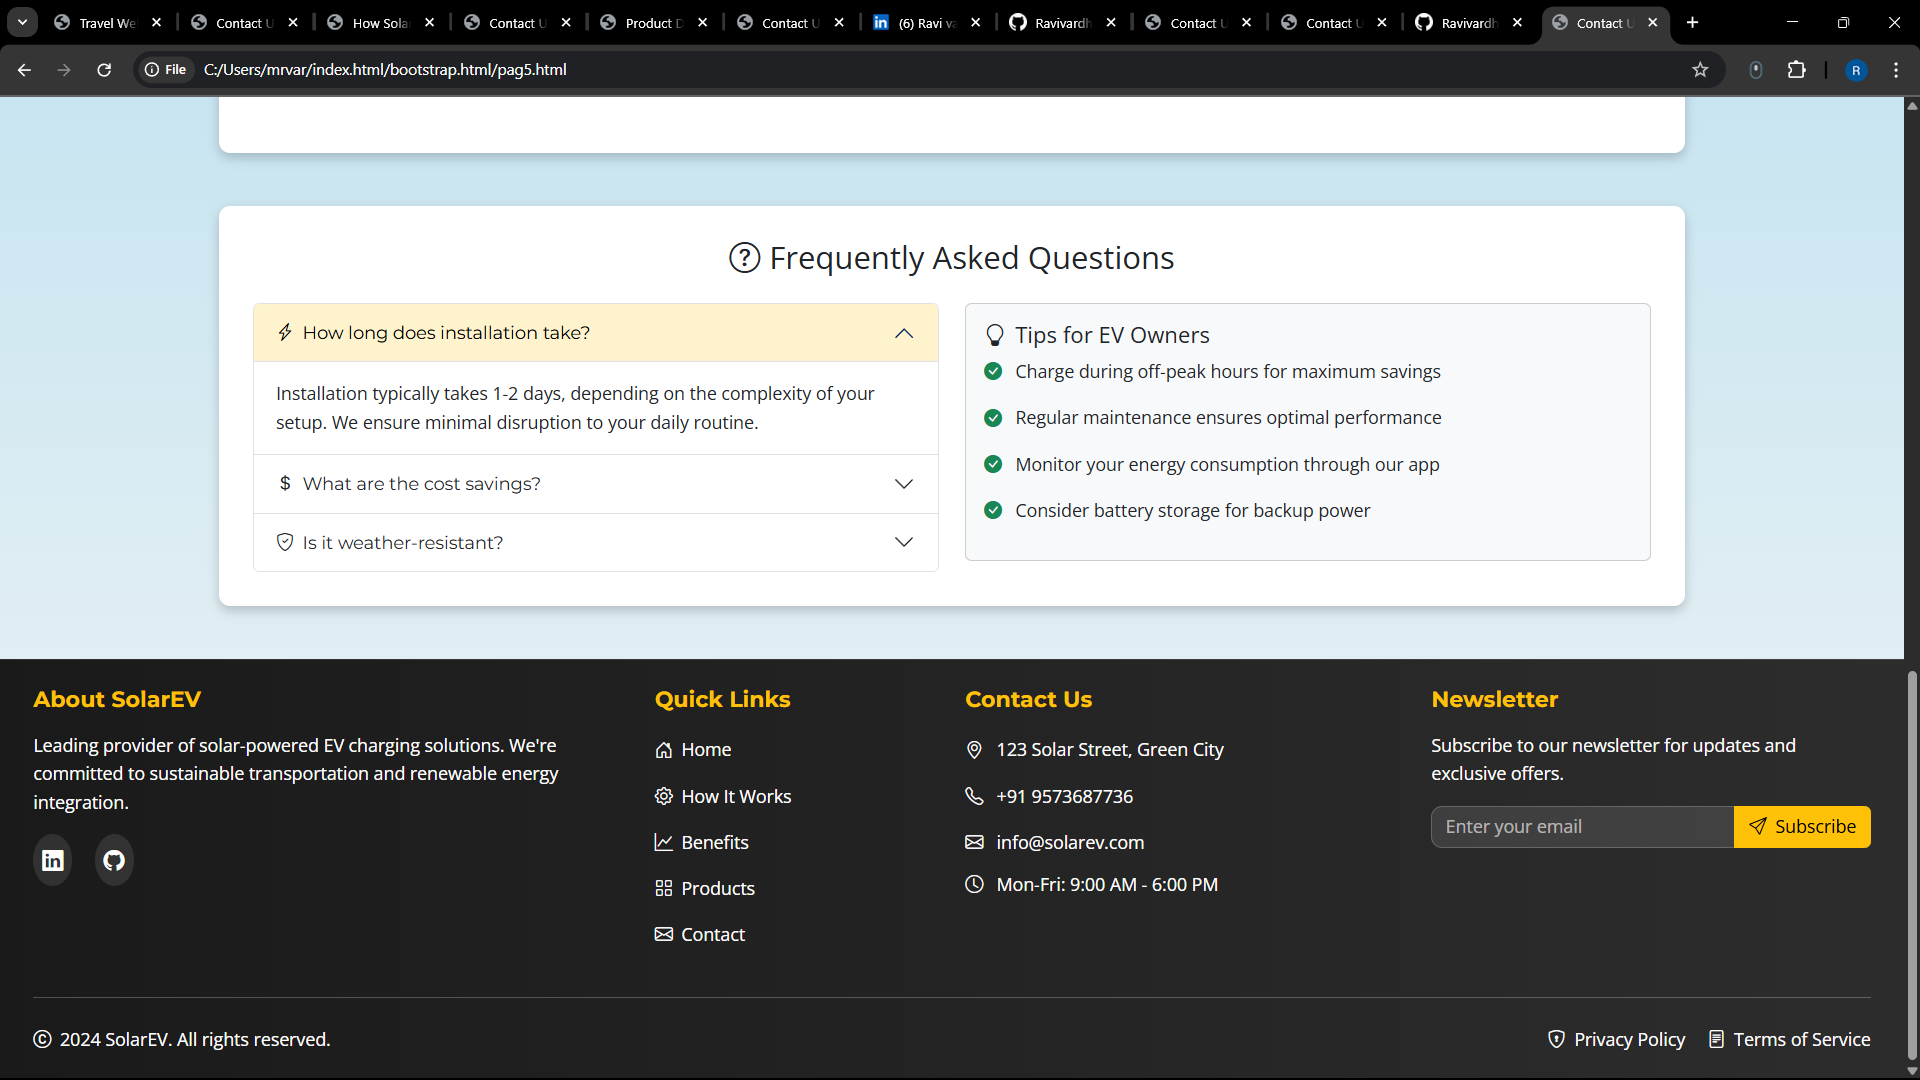 Travel We
Contact U
How Sola
Contact U
Product D
Contact U
(6) Ravi va
Ravivardh
Contact U
Contact U
Ravivardh
Contact U
File
C:/Users/mrvar/index.html/bootstrap.html/pag5.html
R
Frequently Asked Questions
How long does installation take?
Installation typically takes 1-2 days, depending on the complexity of your
setup. We ensure minimal disruption to your daily routine.
$ What are the cost savings?
Is it weather-resistant?
Tips for EV Owners
Charge during off-peak hours for maximum savings
Regular maintenance ensures optimal performance
Monitor your energy consumption through our app
Consider battery storage for backup power
About SolarEV
Leading provider of solar-powered EV charging solutions. We're
committed to sustainable transportation and renewable energy
integration.
Quick Links
Home
How It Works
Benefits
Products
Contact
Contact Us
123 Solar Street, Green City
+91 9573687736
info@solarev.com
Mon-Fri: 9:00 AM - 6:00 PM
Newsletter
Subscribe to our newsletter for updates and
exclusive offers.
Enter your email
Subscribe
© 2024 SolarEV. All rights reserved.
Privacy Policy
Terms of Service